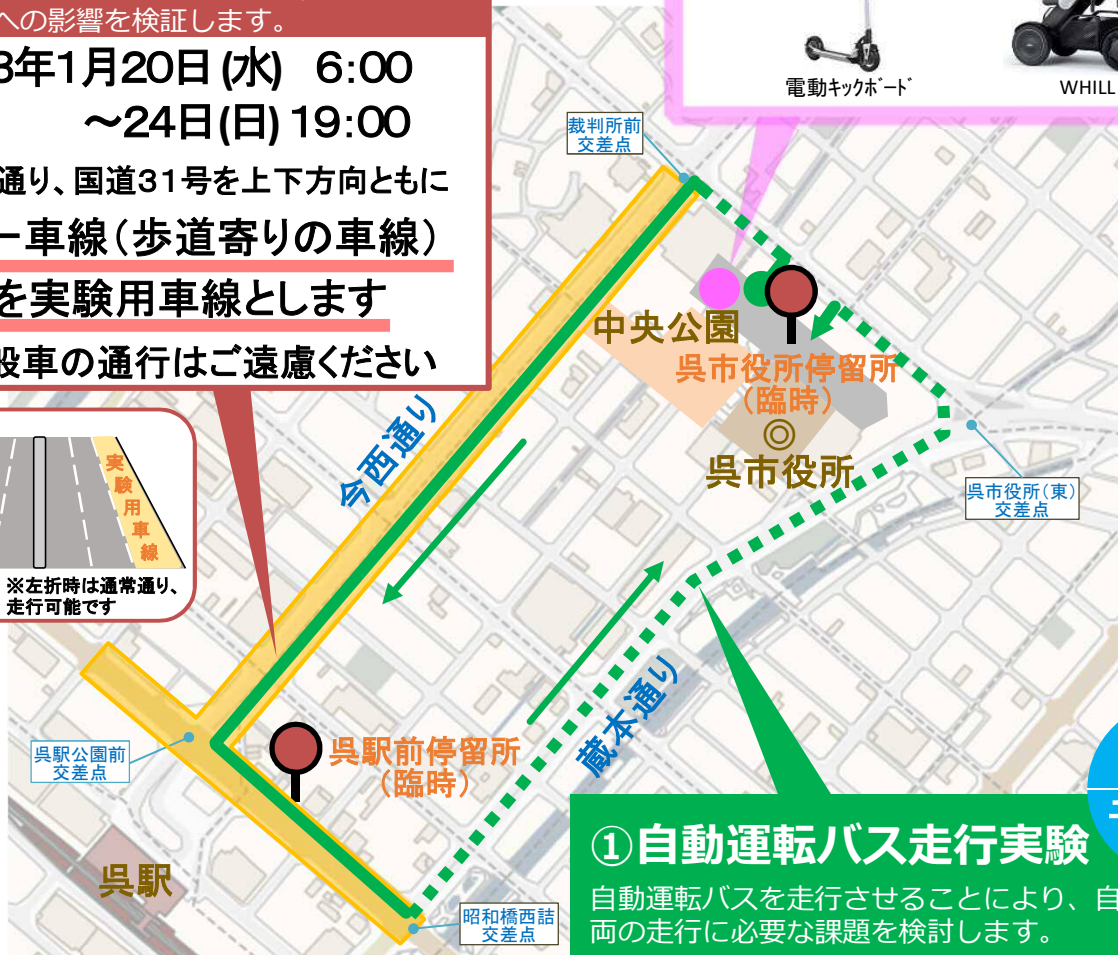 への影響を検証します。
3年1月20日(水) 6:00
～24日(日)19:00
通り、国道31号を上下方向ともに
一車線(歩道寄りの車線)
を実験用車線とします
般車の通行はご遠慮ください
電動キックボード
WHILL
裁判所前
交差点
中央公園
呉市役所停留所
(臨時)
◎
呉市役所
今西通り
呉市役所(東)
交差点
実験用車線
※左折時は通常通り、
走行可能です
蔵本通り
呉駅公園前
交差点
呉駅前停留所
(臨時)
呉駅
昭和橋西詰
交差点
①自動運転バス走行実験
自動運転バスを走行させることにより、自
両の走行に必要な課題を検討します。